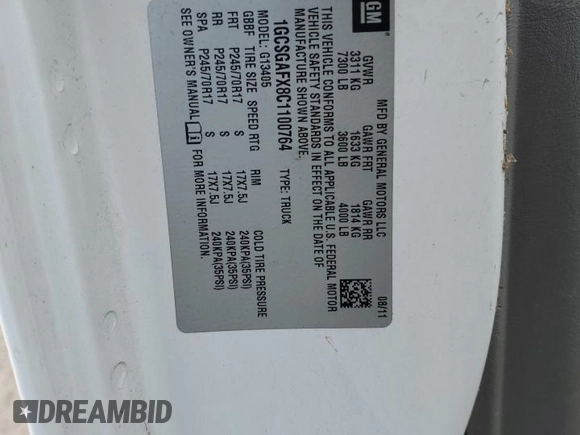 GM
MFD BY GENERAL MOTORS LLC 08/11
GVWR GAWR FRT GAWR RR
3311 KG 1633 KG 1814 KG
7300 LB 3600 LB 4000 LB
THIS VEHICLE CONFORMS TO ALL APPLICABLE U.S. FEDERAL MOTOR
VEHICLE SAFETY STANDARDS IN EFFECT ON THE DATE OF
MANUFACTURE SHOWN ABOVE.
1GCSGAFX8C1100764 TYPE: TRUCK
MODEL: G13405
GBBF TIRE SIZE SPEED RTG RIM COLD TIRE PRESSURE
FRT P245/70R17 S 17X7.5J 240KPA(35PSI)
RR P245/70R17 S 17X7.5J 240KPA(35PSI)
SPA P245/70R17 S 17X7.5J 240KPA(35PSI)
SEE OWNER'S MANUAL FOR MORE INFORMATION.
DREAMBID